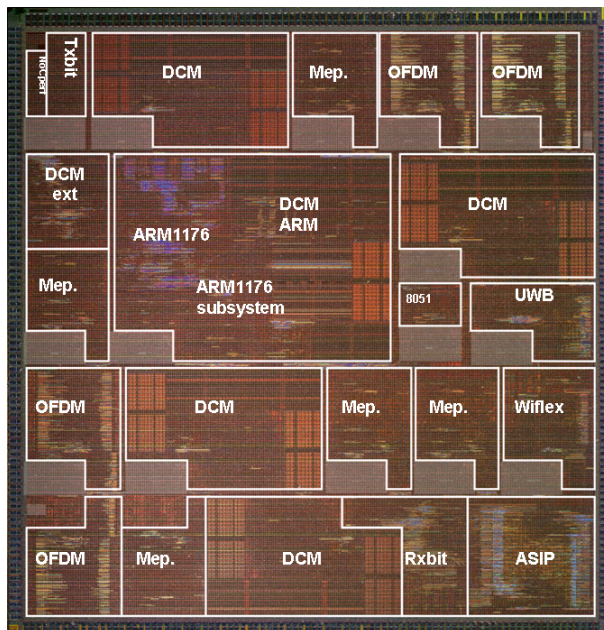 NoCperf
Txbit
DCM
Mep.
OFDM
OFDM
DCM
ext
ARM1176
DCM
ARM
ARM1176
subsystem
DCM
Mep.
8051
UWB
OFDM
DCM
Mep.
Mep.
Wiflex
OFDM
Mep.
DCM
Rxbit
ASIP